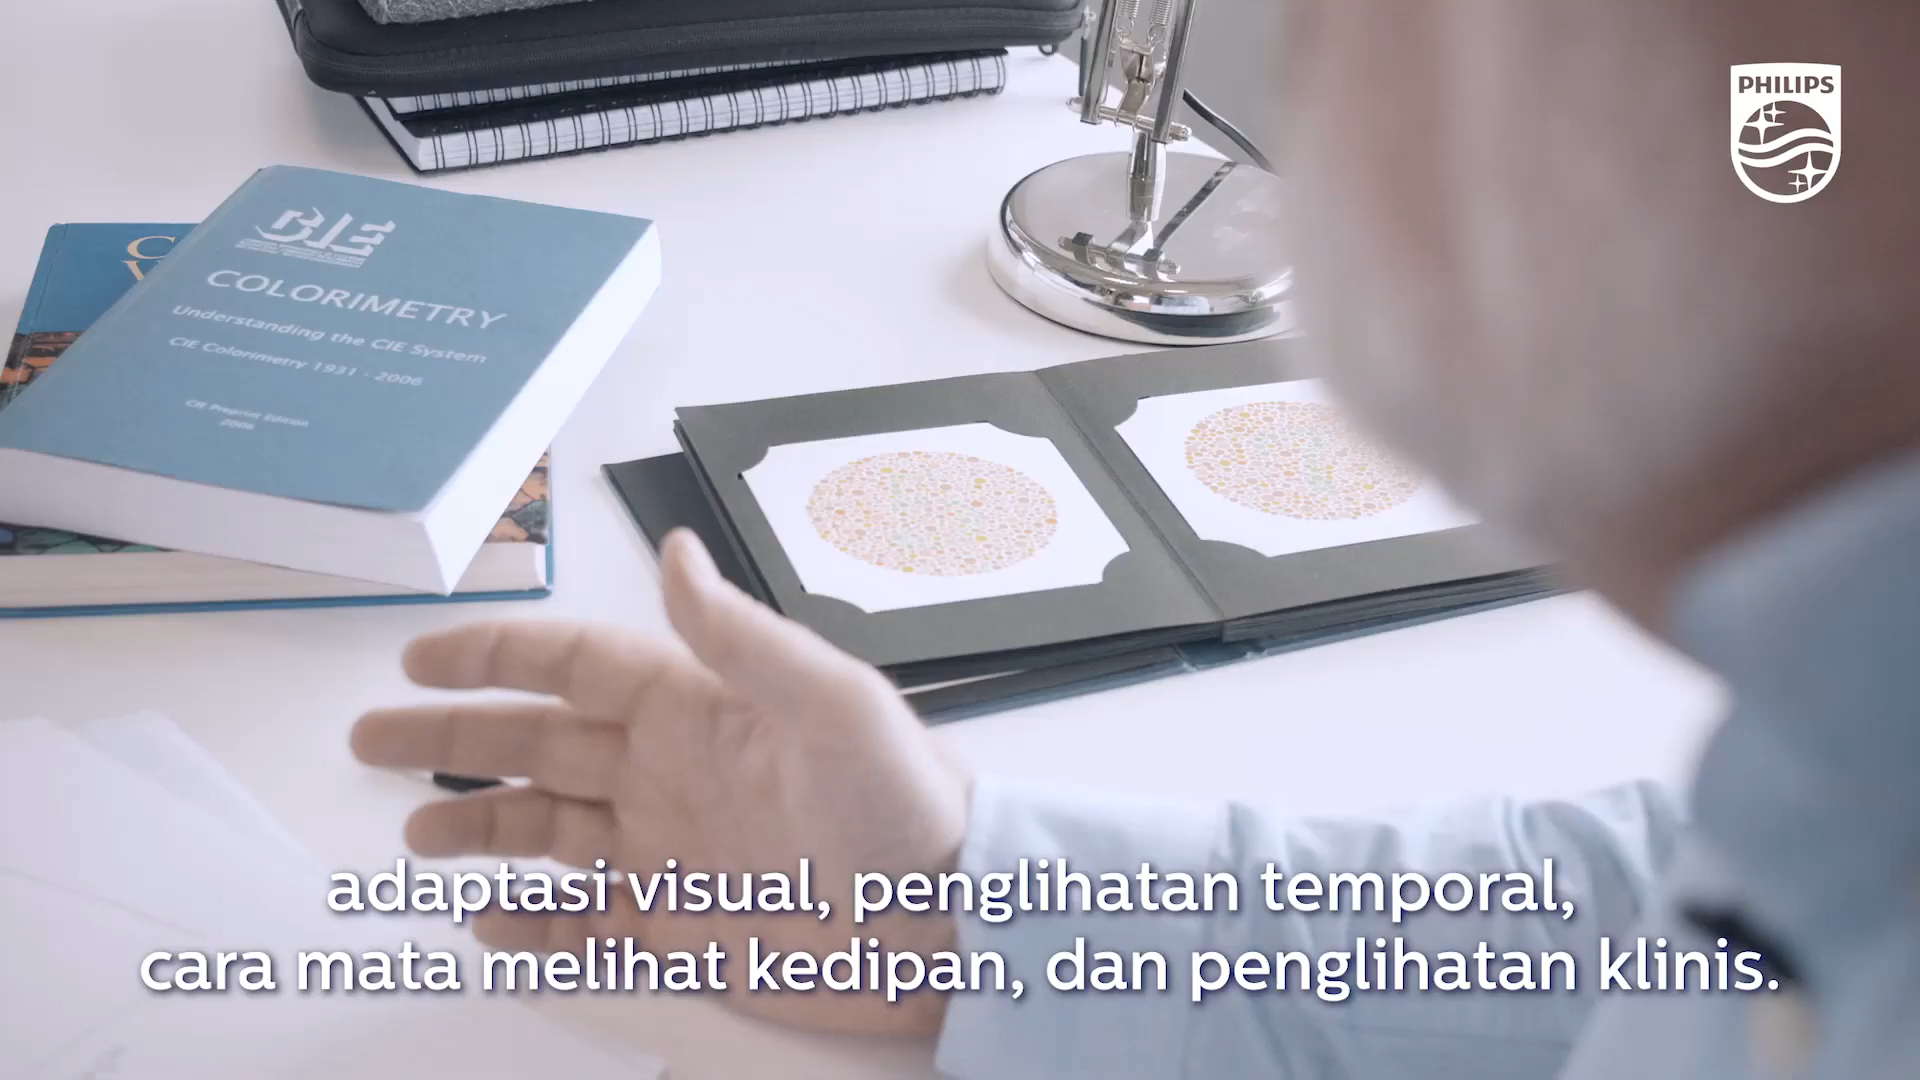 PHILIPS
COLORIMETRY
Understanding the CIE System
CIE Colorimetry 1931 - 2006
CIE Preprint Edition
2006
adaptasi visual, penglihatan temporal,
cara mata melihat kedipan, dan penglihatan klinis.